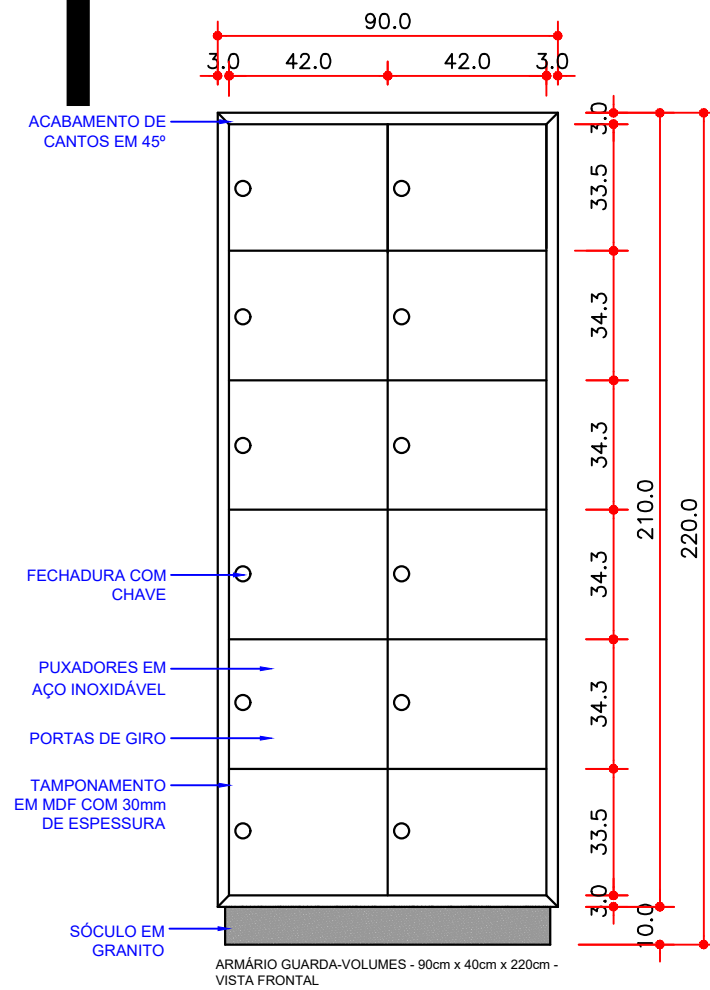 90.0
3.0 42.0 42.0 3.0
ACABAMENTO DE
CANTOS EM 45º
3.0
33.5
34.3
34.3
34.3
34.3
33.5
3.0
210.0
220.0
10.0
FECHADURA COM
CHAVE
PUXADORES EM
AÇO INOXIDÁVEL
PORTAS DE GIRO
TAMPONAMENTO
EM MDF COM 30mm
DE ESPESSURA
SÓCULO EM
GRANITO
ARMÁRIO GUARDA-VOLUMES - 90cm x 40cm x 220cm -
VISTA FRONTAL